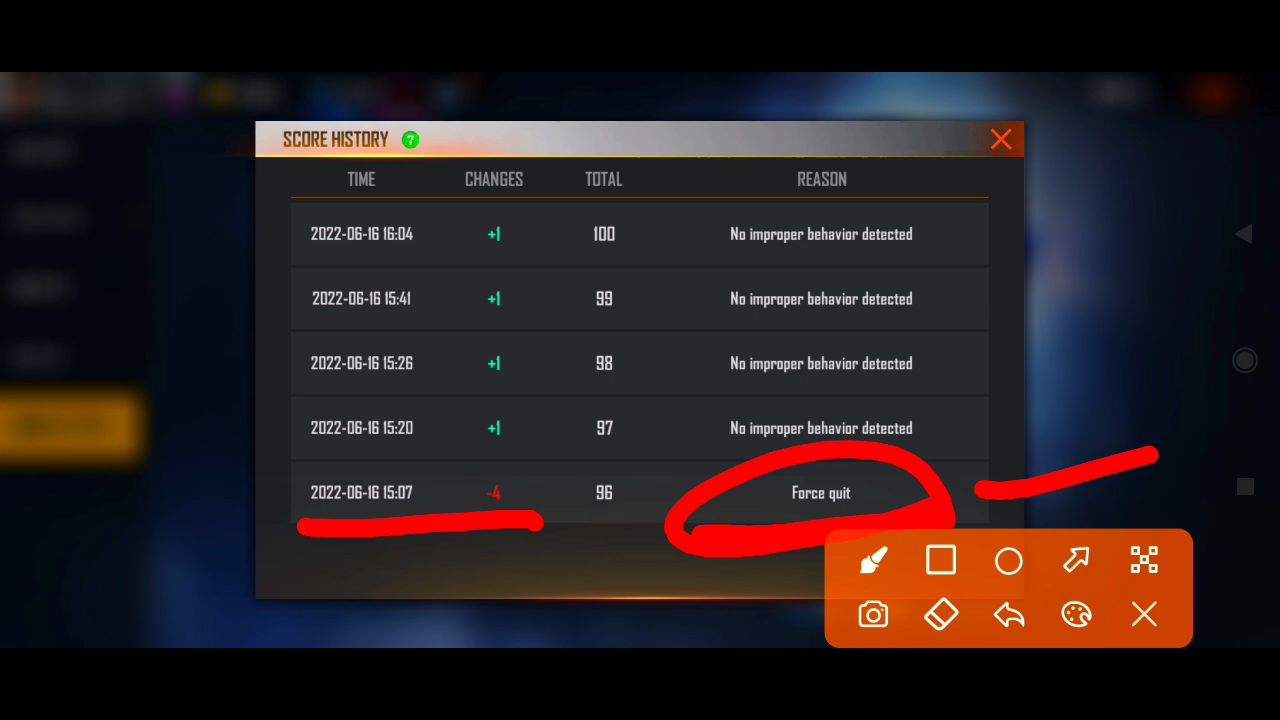 SCORE HISTORY ?
TIME CHANGES TOTAL REASON
2022-06-16 16:04 +1 100 No improper behavior detected
2022-06-16 15:41 +1 99 No improper behavior detected
2022-06-16 15:26 +1 98 No improper behavior detected
2022-06-16 15:20 +1 97 No improper behavior detected
2022-06-16 15:07 -4 96 Force quit